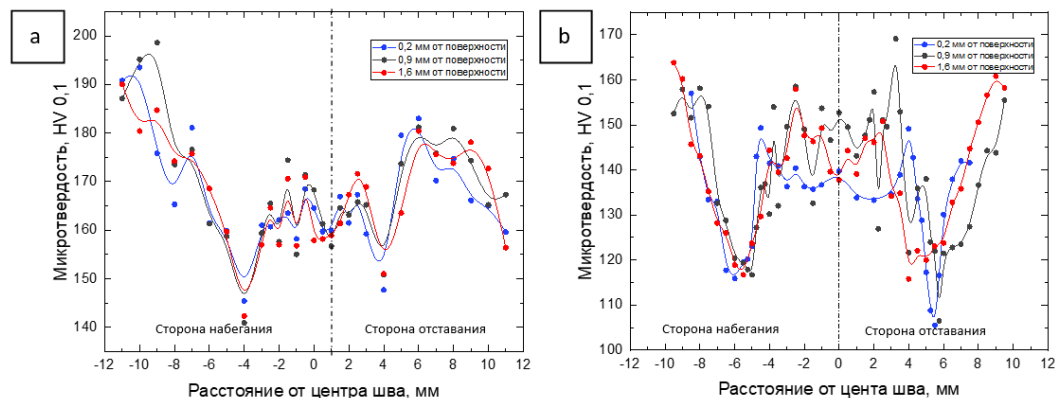 a
200
190
180
170
160
150
140
Микротвердость, HV 0,1
0,2 мм от поверхности
0,9 мм от поверхности
1,6 мм от поверхности
Сторона набегания
Сторона отставания
-12 -10 -8 -6 -4 -2 0 2 4 6 8 10 12
Расстояние от центра шва, мм
b
170
160
150
140
130
120
110
100
Микротвердость, HV 0,1
0,2 мм от поверхности
0,9 мм от поверхности
1,6 мм от поверхности
Сторона набегания
Сторона отставания
-12 -10 -8 -6 -4 -2 0 2 4 6 8 10 12
Расстояние от цента шва, мм